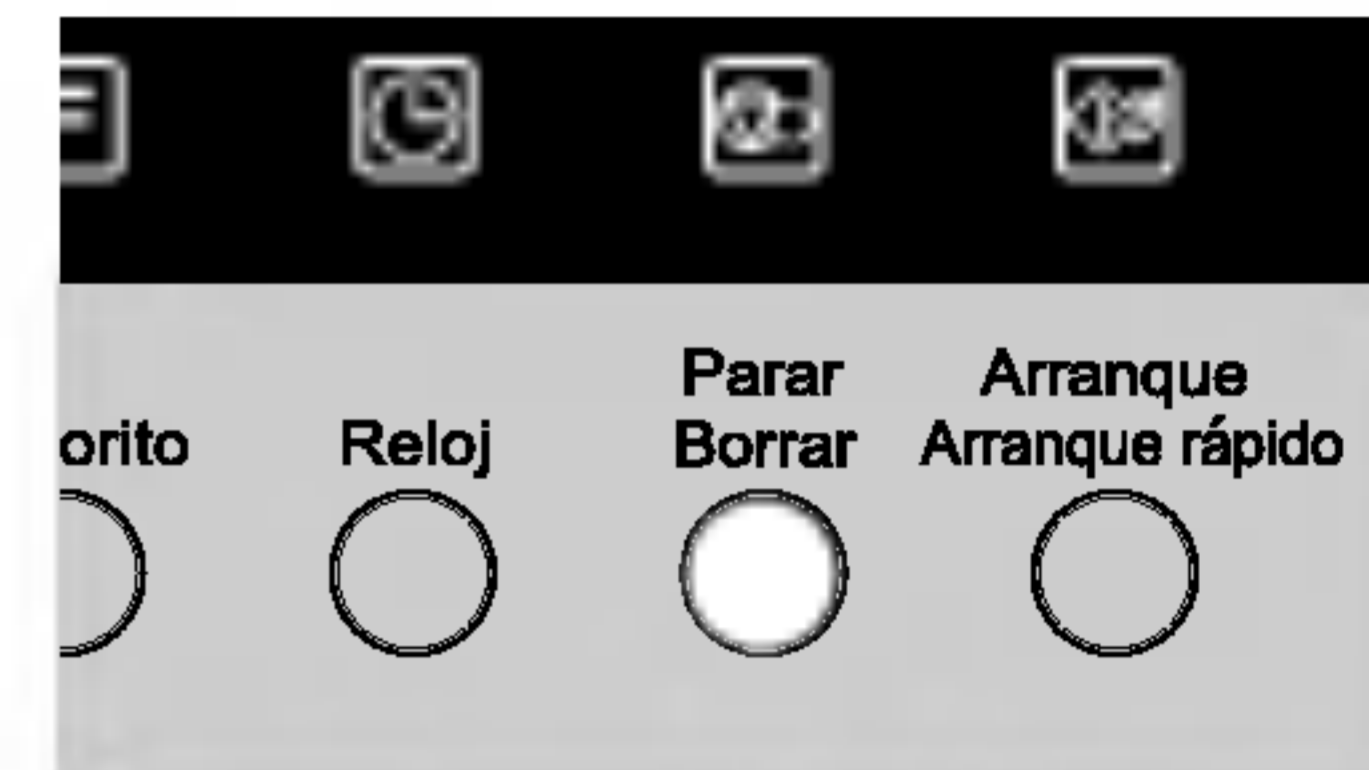 Parar
Arranque
orito
Reloj
Borrar
Arranque rápido